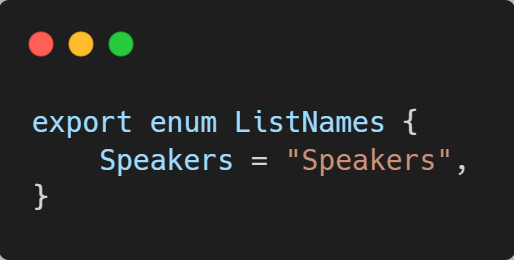 export enum ListNames {
    Speakers = "Speakers",
}